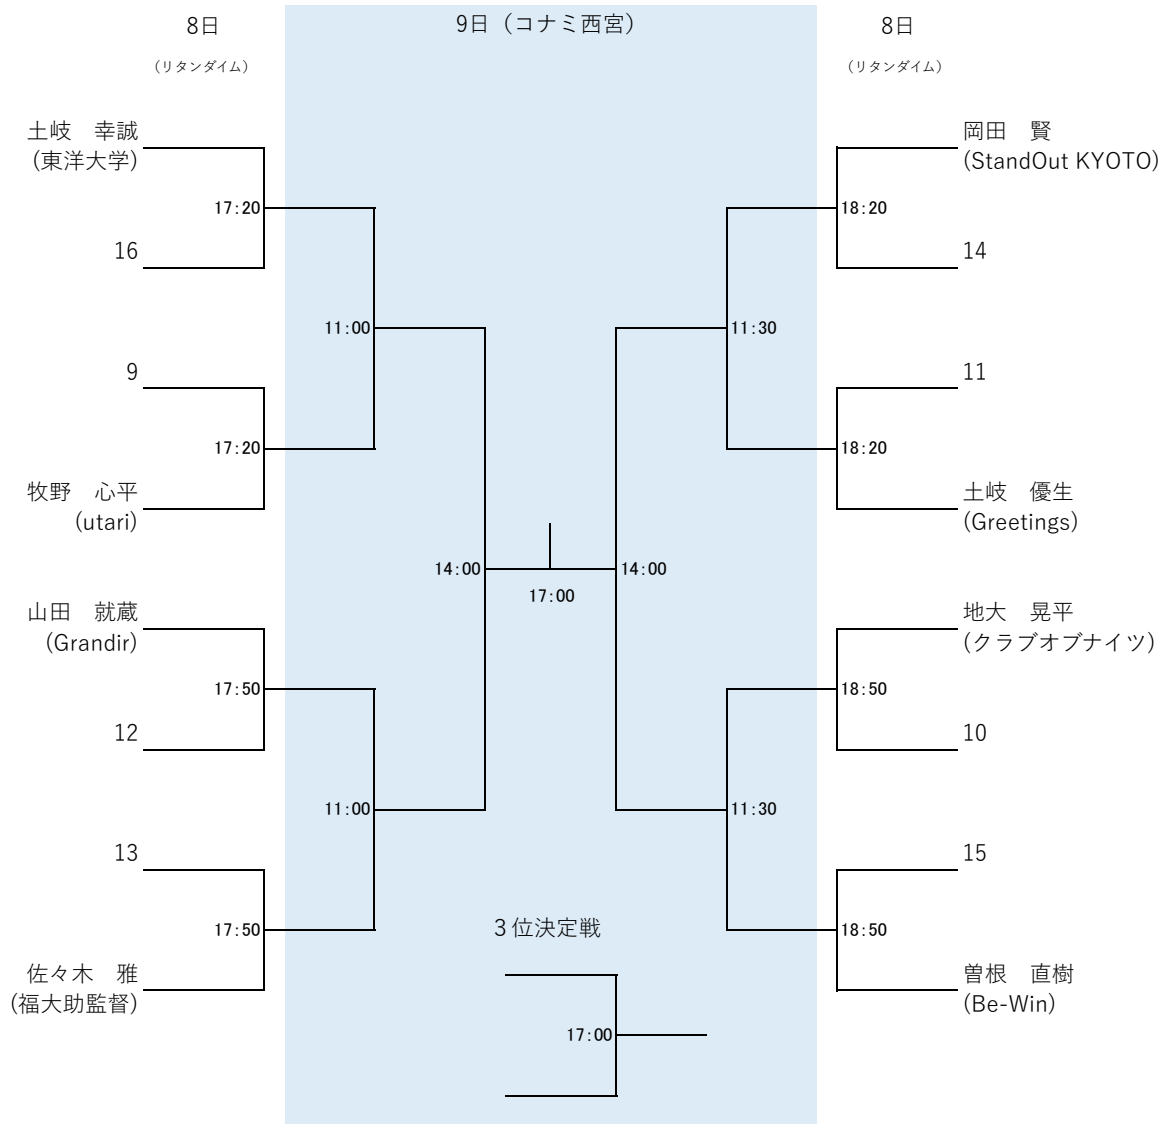 8日
(リタンダイム)
9日（コナミ西宮）
8日
(リタンダイム)
土岐　幸誠
(東洋大学)
17:20
16
9
17:20
牧野　心平
(utari)
11:00
山田　就蔵
(Grandir)
17:50
12
13
17:50
佐々木　雅
(福大助監督)
11:00
14:00
17:00
14:00
岡田　賢
(StandOut KYOTO)
18:20
14
11:30
11
18:20
土岐　優生
(Greetings)
地大　晃平
(クラブオブナイツ)
18:50
10
11:30
15
18:50
曽根　直樹
(Be-Win)
３位決定戦
17:00